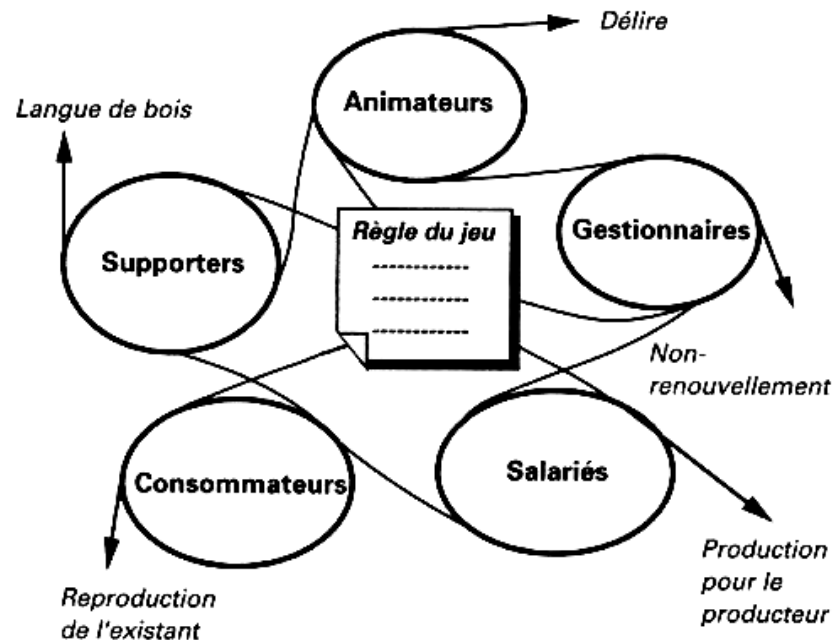 Délire
Animateurs
Langue de bois
Règle du jeu
Gestionnaires
Supporters
Non-
renouvellement
Consommateurs
Salariés
Production
pour le
producteur
Reproduction
de l'existant